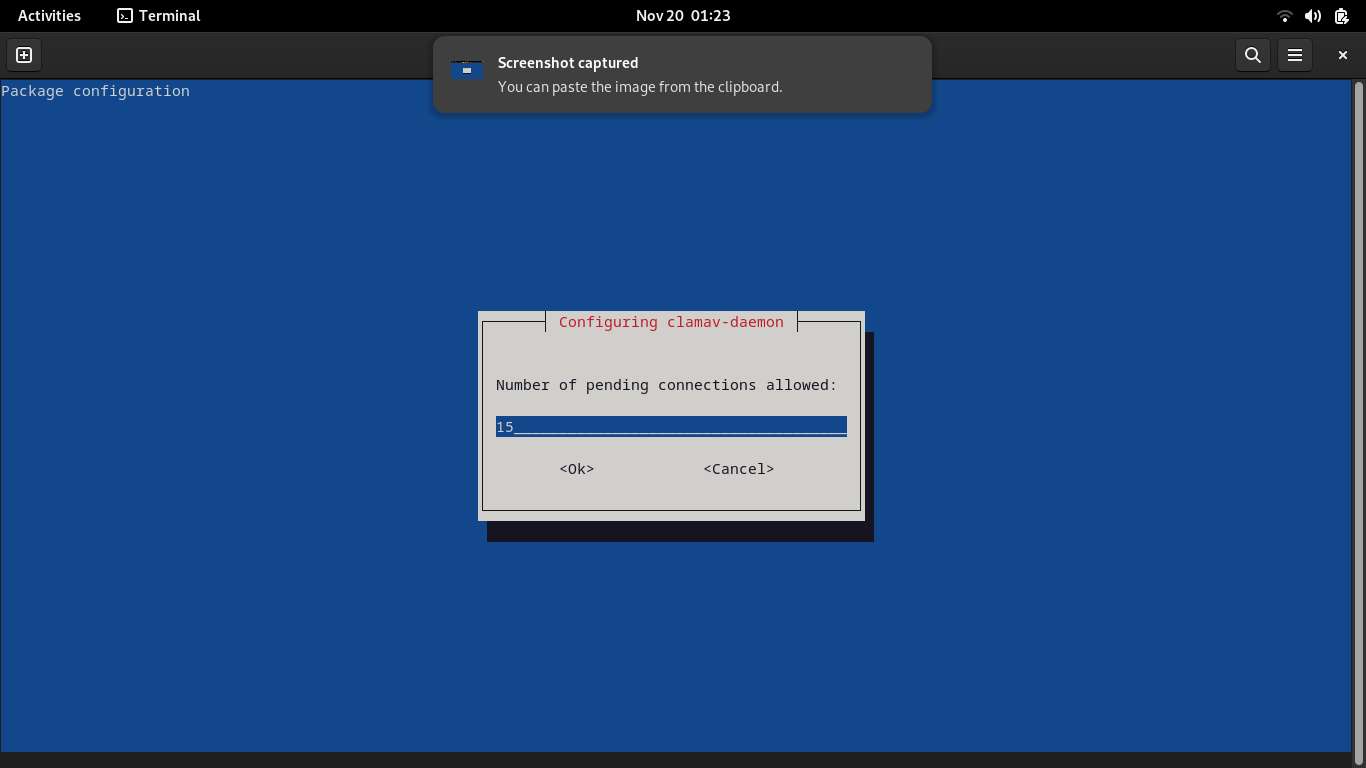 Activities Terminal Nov 20 01:23
Screenshot captured
You can paste the image from the clipboard.
Package configuration
Configuring clamav-daemon
Number of pending connections allowed:
15_____________________________________
<Ok> <Cancel>